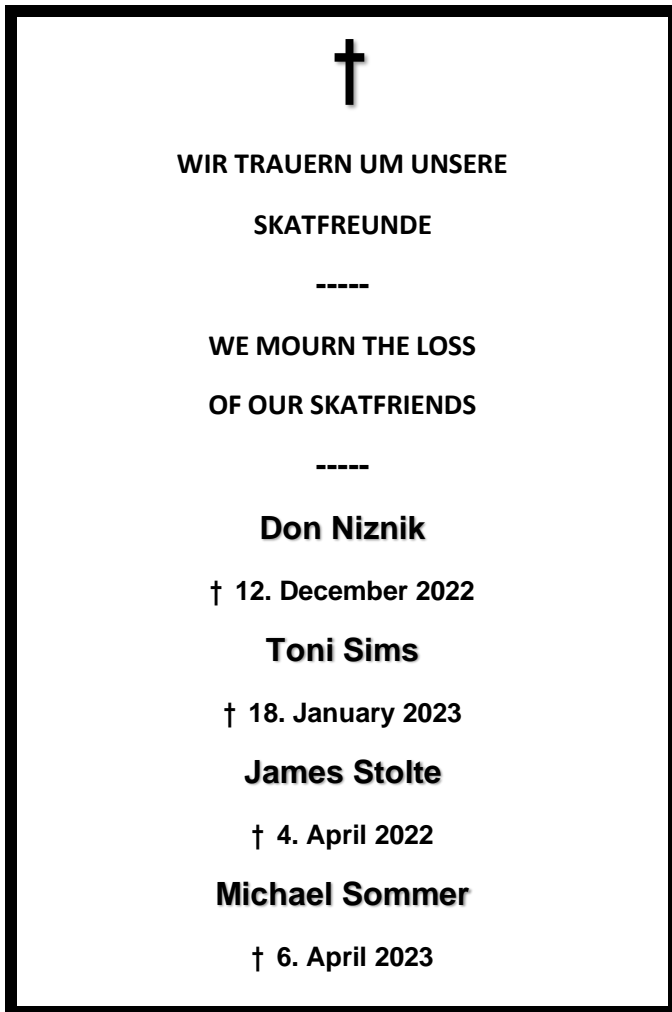 †
WIR TRAUERN UM UNSERE
SKATFREUNDE
-----
WE MOURN THE LOSS
OF OUR SKATFRIENDS
-----
Don Niznik
† 12. December 2022
Toni Sims
† 18. January 2023
James Stolte
† 4. April 2022
Michael Sommer
† 6. April 2023